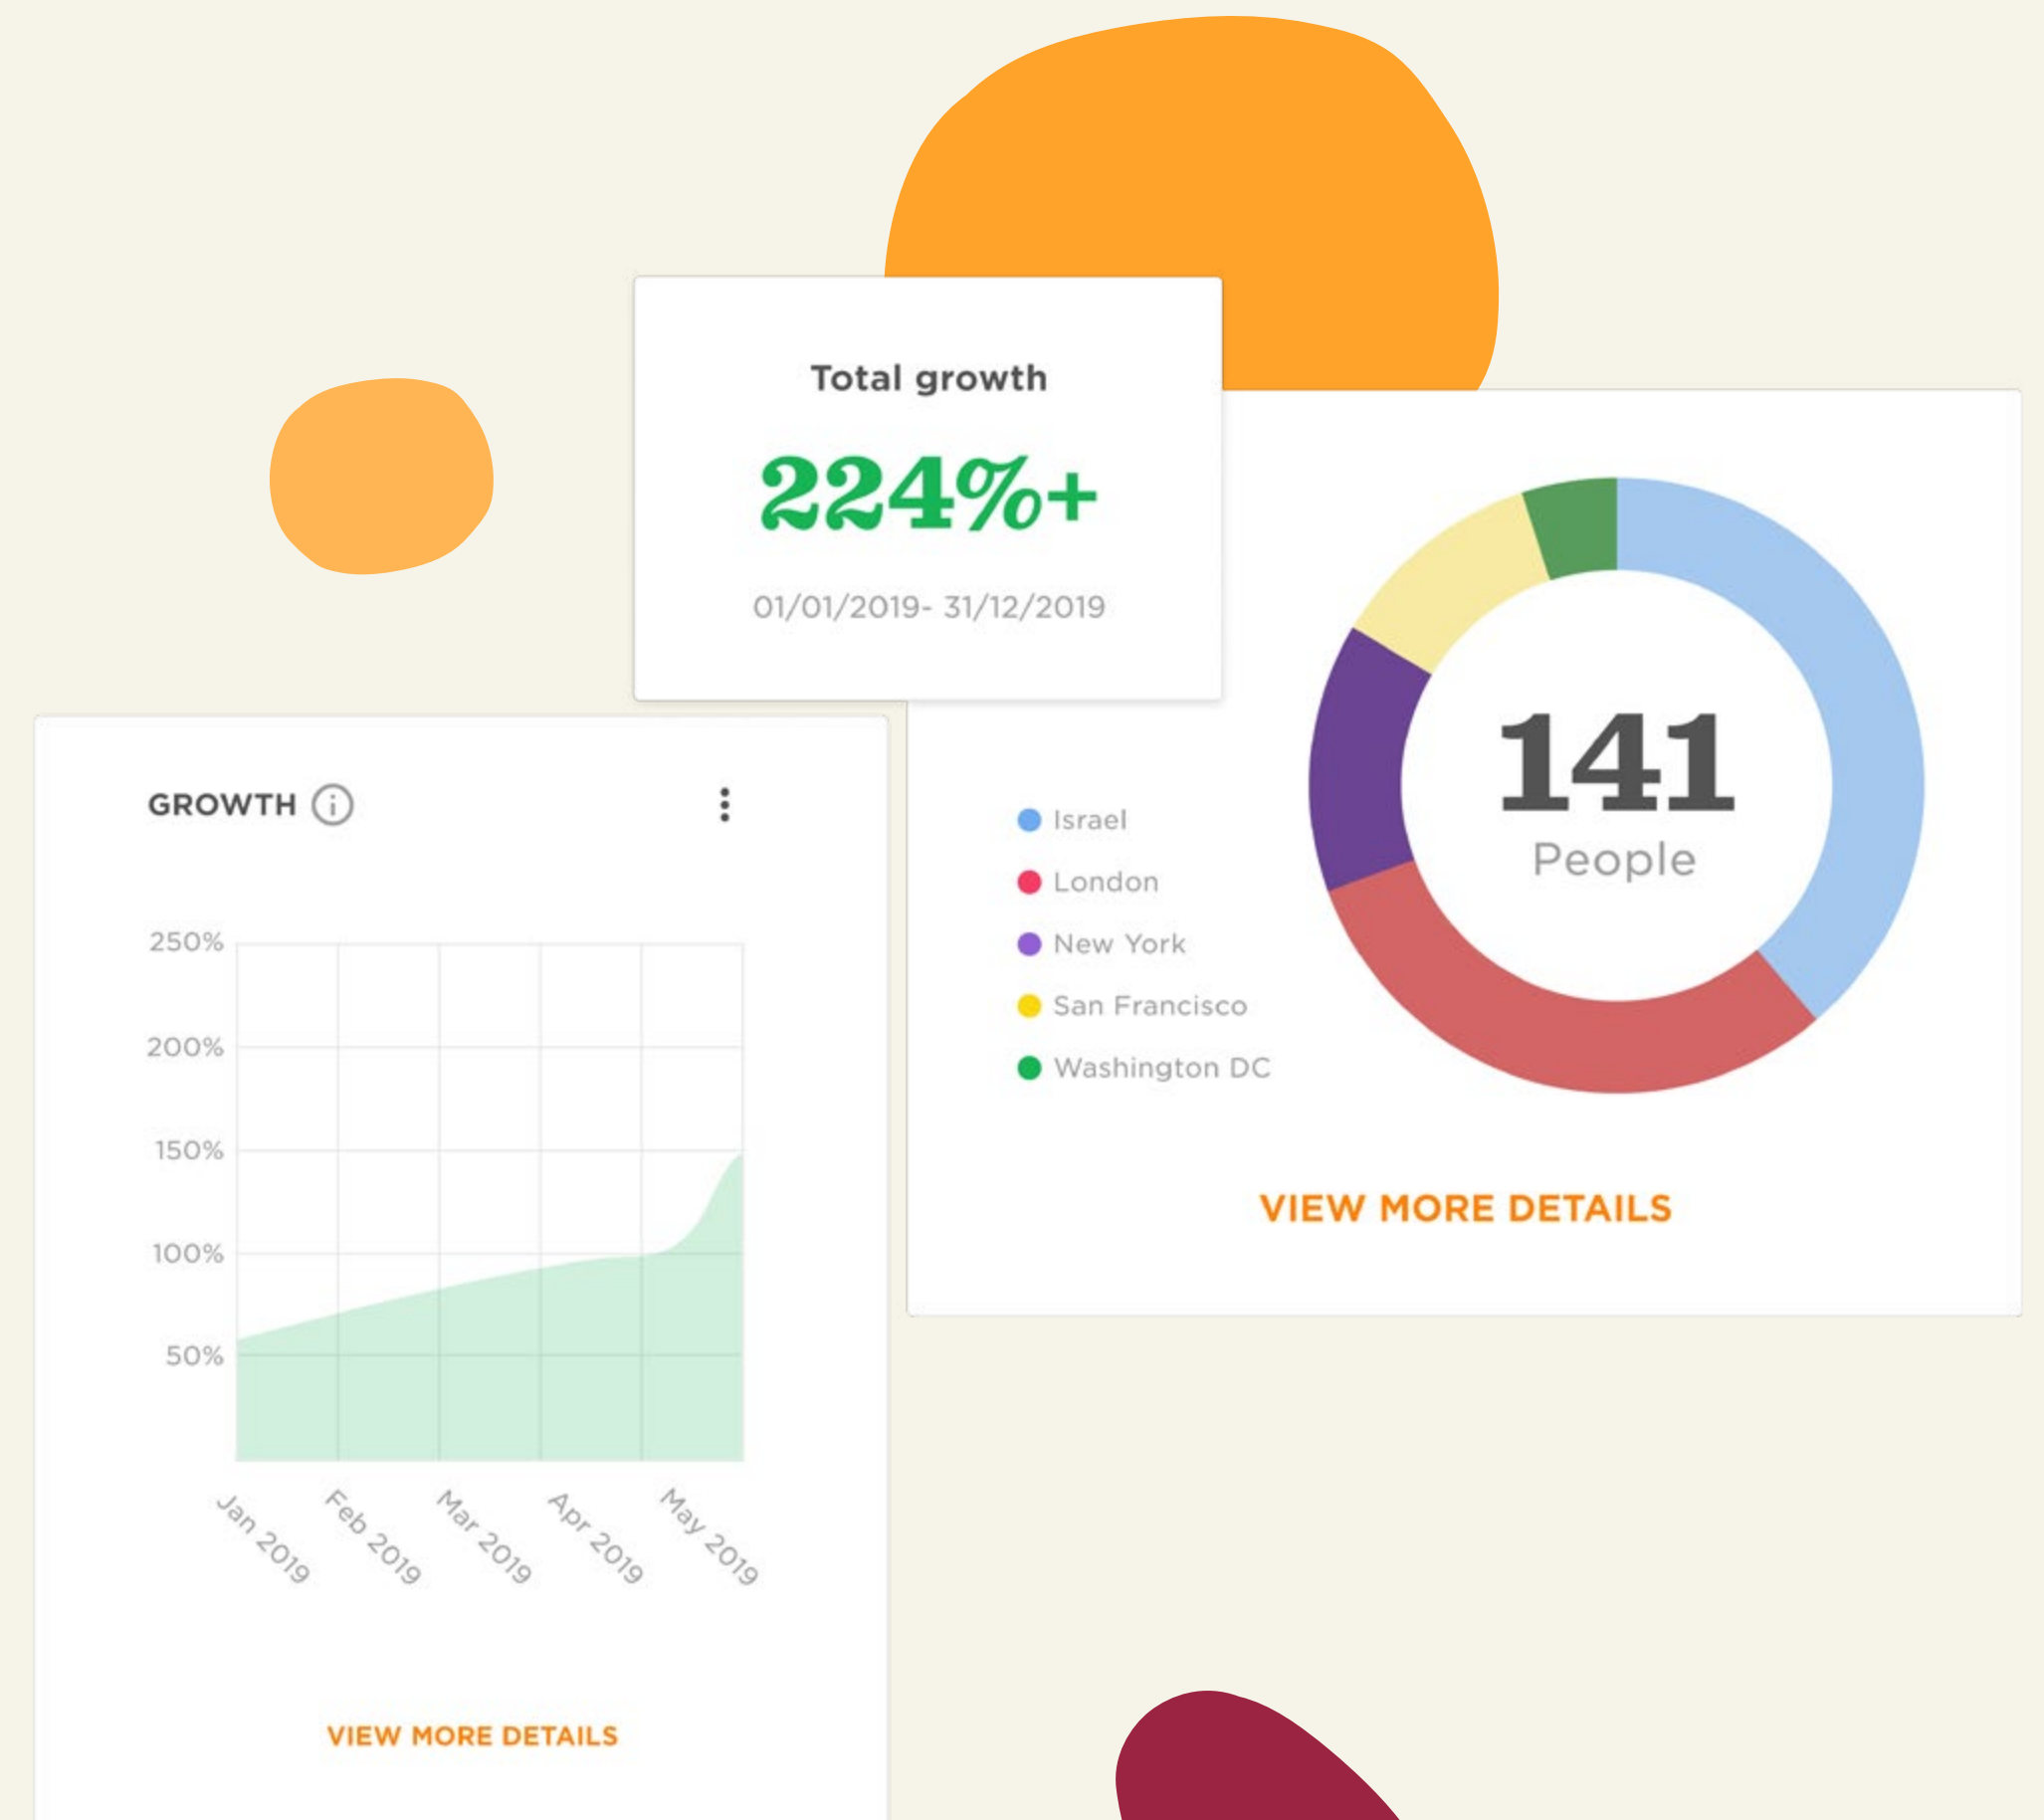 Total growth
224%+
01/01/2019- 31/12/2019
141
People
Israel
London
New York
San Francisco
Washington DC
VIEW MORE DETAILS
GROWTH
250%
200%
150%
100%
50%
Jan 2019
Feb 2019
Mar 2019
Apr 2019
May 2019
VIEW MORE DETAILS